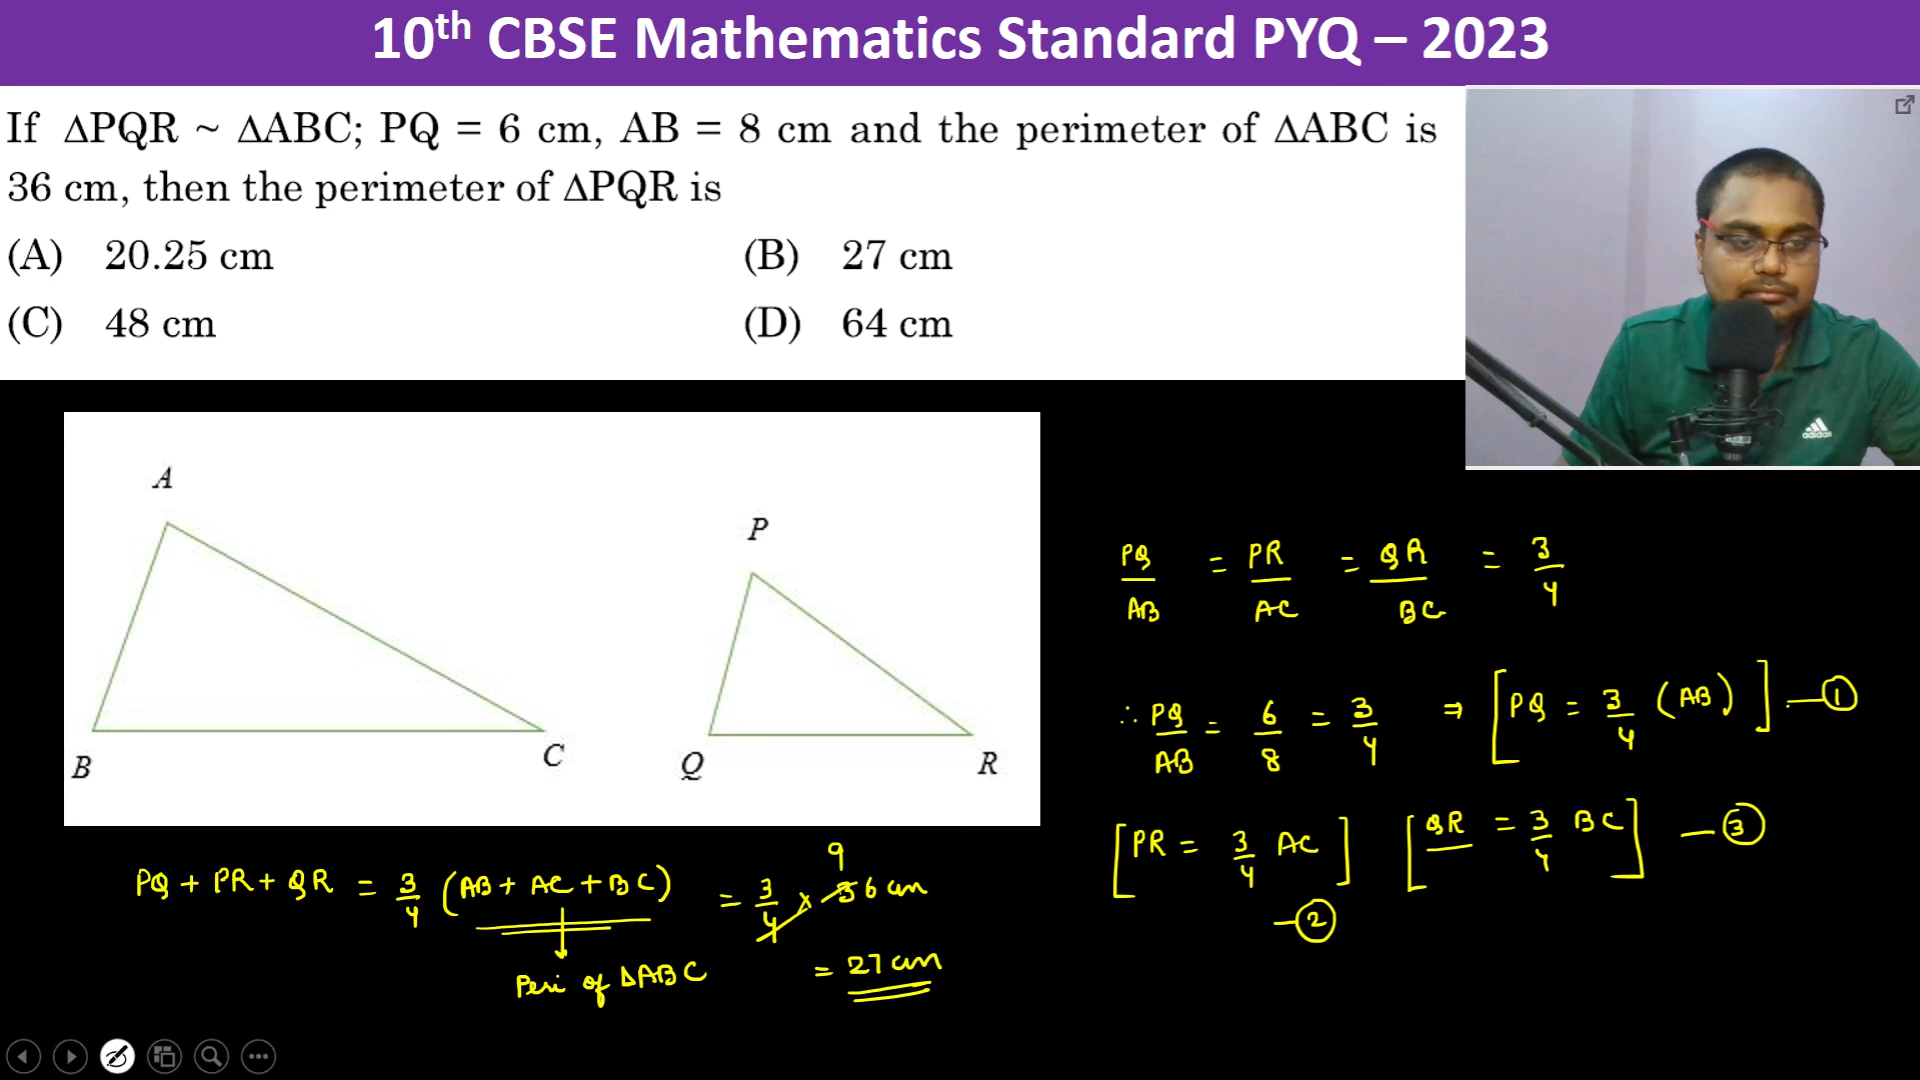 10th CBSE Mathematics Standard PYQ – 2023
If ΔPQR ~ ΔABC; PQ = 6 cm, AB = 8 cm and the perimeter of ΔABC is
36 cm, then the perimeter of ΔPQR is
(A) 20.25 cm (B) 27 cm
(C) 48 cm (D) 64 cm
adidas
A
B
C
P
Q
R
PQ/AB = PR/AC = QR/BC = 3/4
∴ PQ/AB = 6/8 = 3/4 ⇒ [PQ = 3/4 (AB)] — ①
[PR = 3/4 AC] [QR = 3/4 BC] — ③
— ②
PQ + PR + QR = 3/4 (AB + AC + BC) = 3/4 × 36 cm
9
Peri of ΔABC
= 27 cm